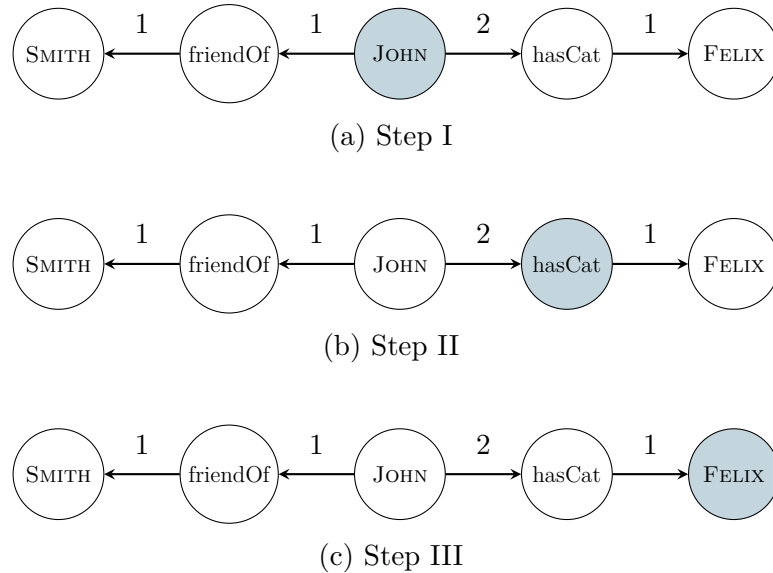 1 1 2 1
SMITH friendOf JOHN hasCat FELIX
(a) Step I
1 1 2 1
SMITH friendOf JOHN hasCat FELIX
(b) Step II
1 1 2 1
SMITH friendOf JOHN hasCat FELIX
(c) Step III